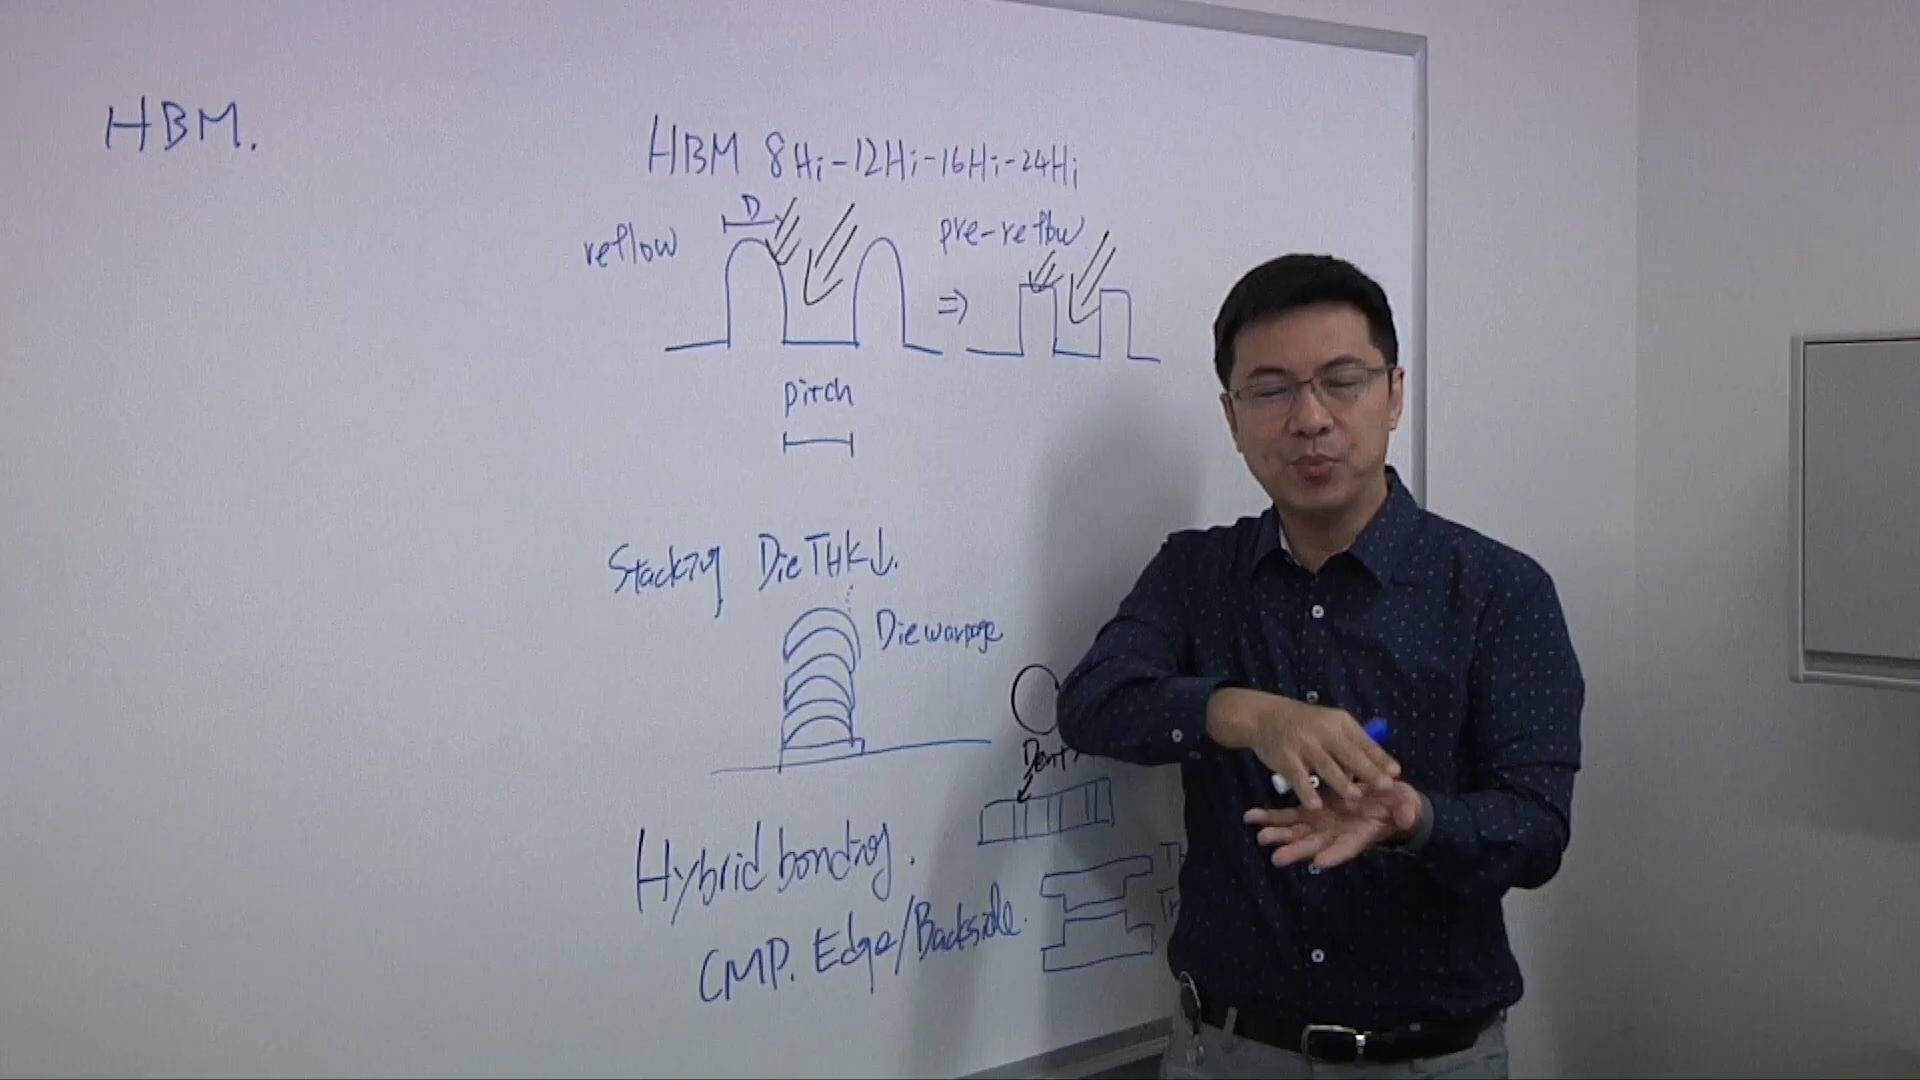 HBM.
HBM 8Hi-12Hi-16Hi-24Hi
D
reflow
pre-reflow
⇒
pitch
Stacking Die THK↓.
Die warpage
Dent
Hybrid bonding.
CMP. Edge/Backside.